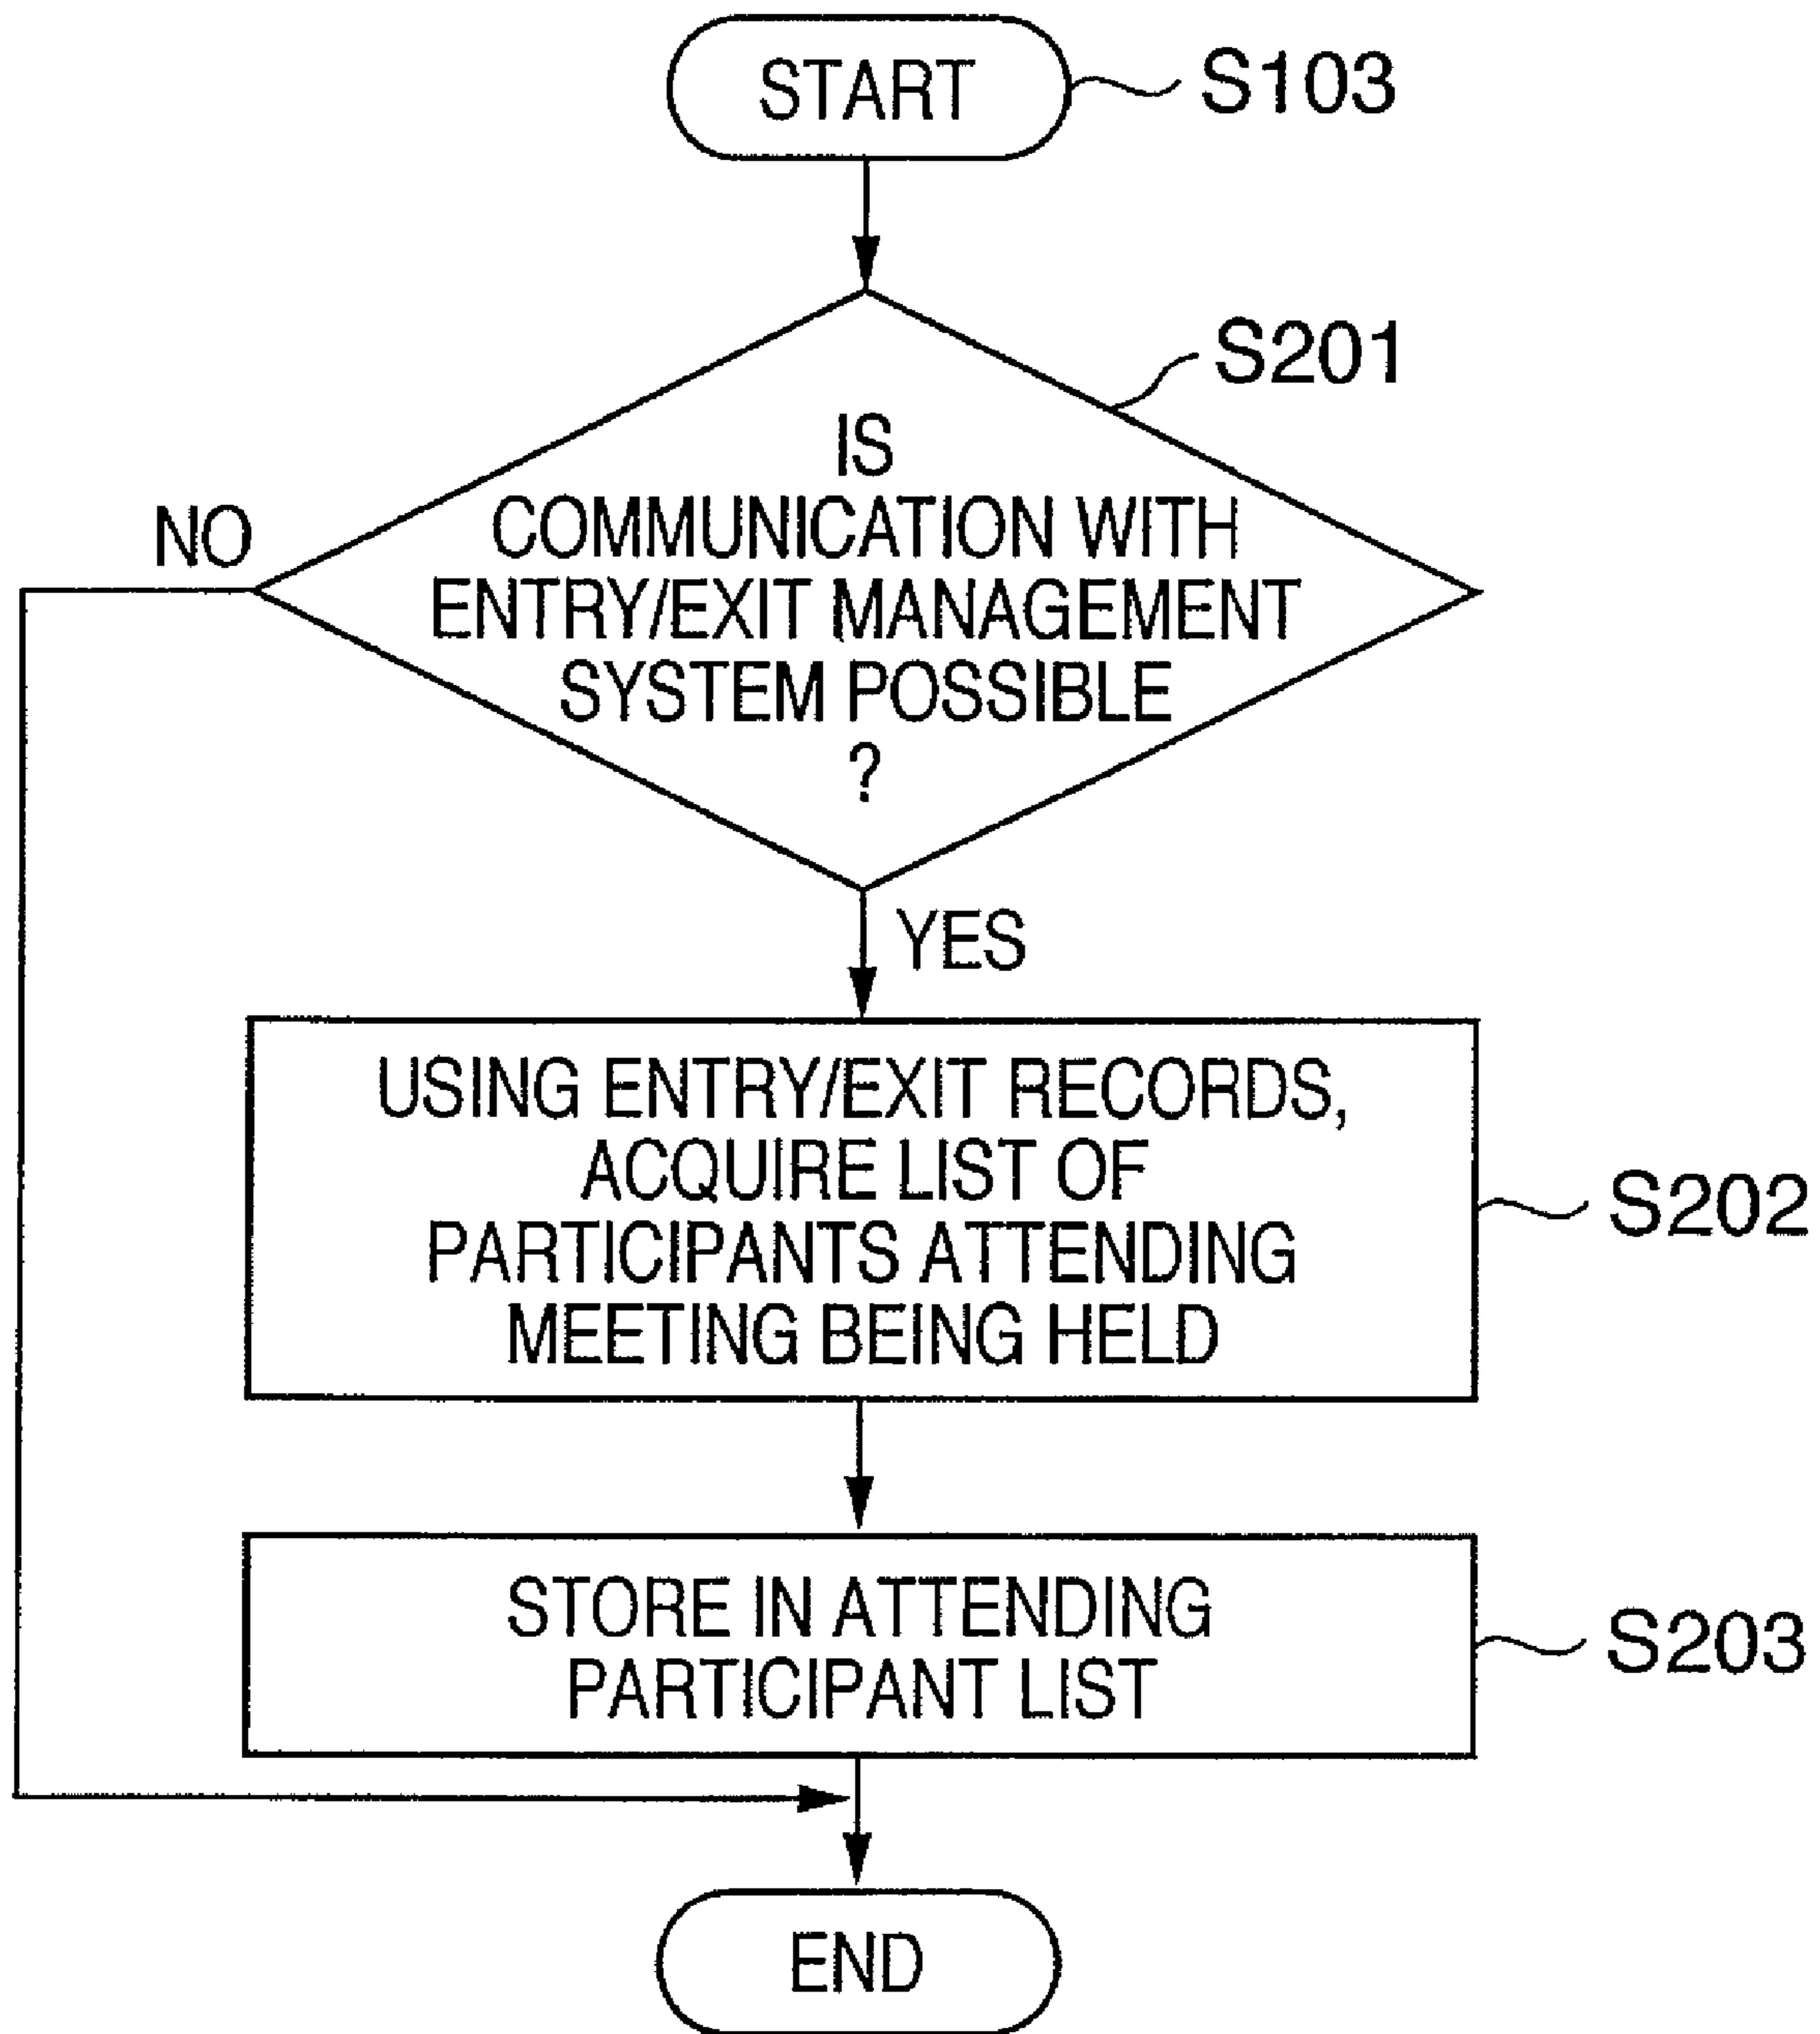 START
S103
S201
IS
COMMUNICATION WITH
ENTRY/EXIT MANAGEMENT
SYSTEM POSSIBLE
?
NO
YES
USING ENTRY/EXIT RECORDS,
ACQUIRE LIST OF
PARTICIPANTS ATTENDING
MEETING BEING HELD
S202
STORE IN ATTENDING
PARTICIPANT LIST
S203
END